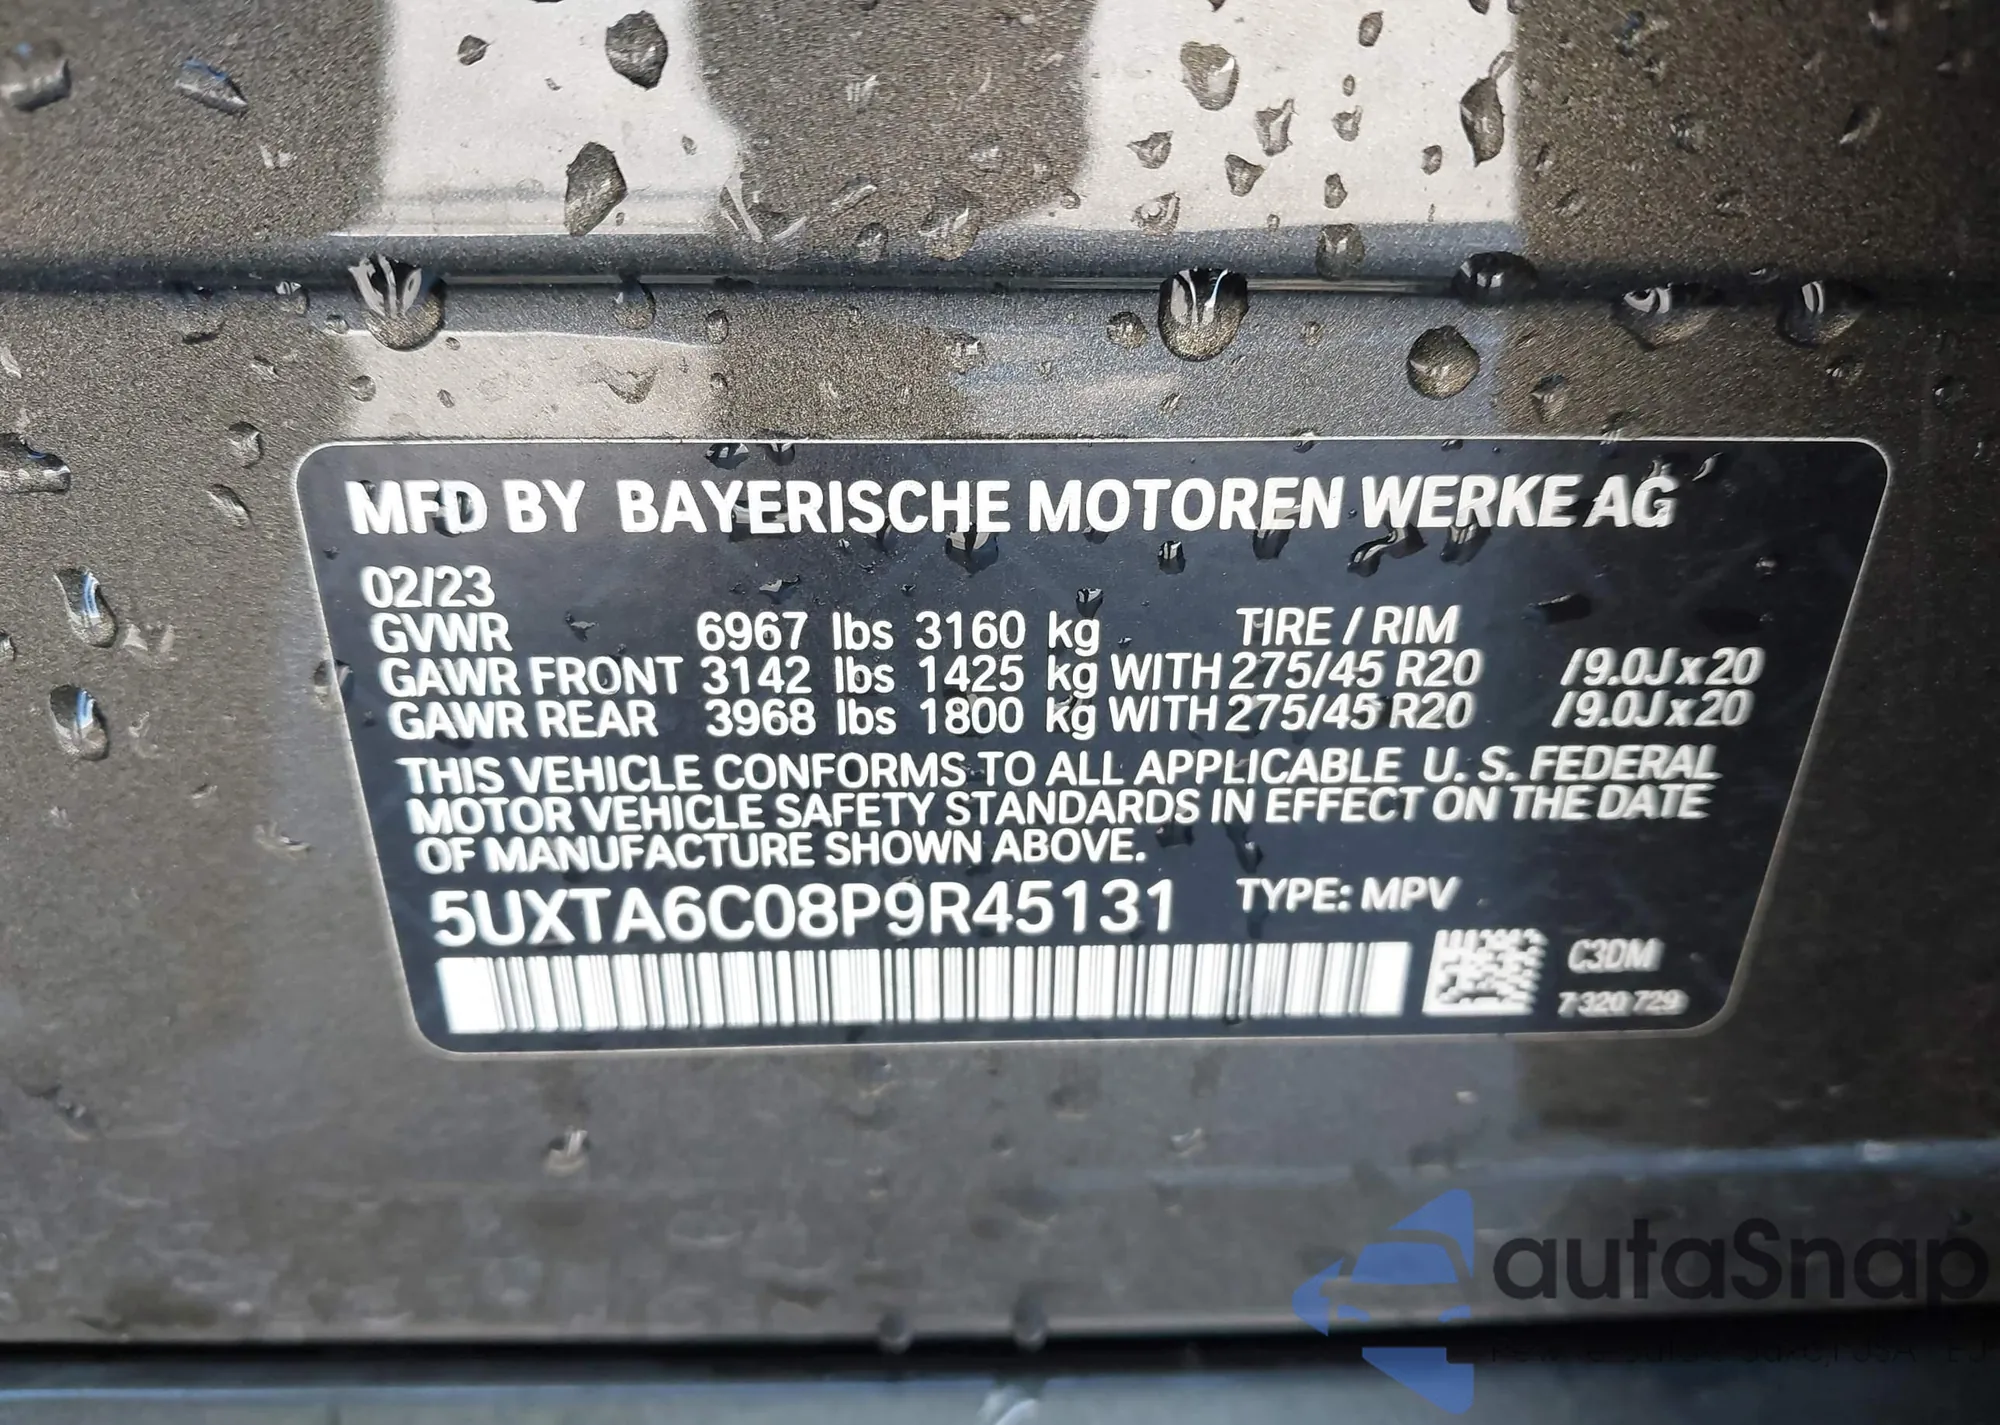 MFD BY BAYERISCHE MOTOREN WERKE AG
02/23
GVWR 6967 lbs 3160 kg TIRE / RIM
GAWR FRONT 3142 lbs 1425 kg WITH 275/45 R20 /9.0J x 20
GAWR REAR 3968 lbs 1800 kg WITH 275/45 R20 /9.0J x 20
THIS VEHICLE CONFORMS TO ALL APPLICABLE U. S. FEDERAL
MOTOR VEHICLE SAFETY STANDARDS IN EFFECT ON THE DATE
OF MANUFACTURE SHOWN ABOVE.
5UXTA6C08P9R45131 TYPE: MPV
C3DM
7 320 729
autaSnap